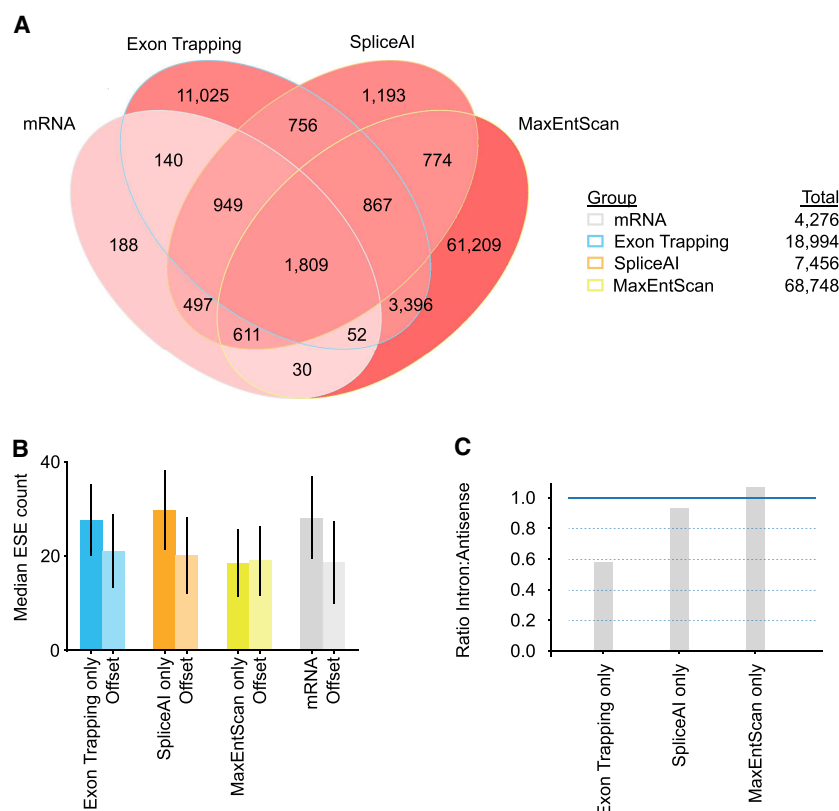 A
Exon Trapping
SpliceAI
mRNA
MaxEntScan
11,025
1,193
756
140
774
949
867
188
61,209
1,809
497
3,396
611
52
30
Group Total
mRNA 4,276
Exon Trapping 18,994
SpliceAI 7,456
MaxEntScan 68,748
B
Median ESE count
40
20
0
Exon Trapping only
Offset
SpliceAI only
Offset
MaxEntScan only
Offset
mRNA
Offset
C
Ratio Intron:Antisense
1.0
0.8
0.6
0.4
0.2
0.0
Exon Trapping only
SpliceAI only
MaxEntScan only